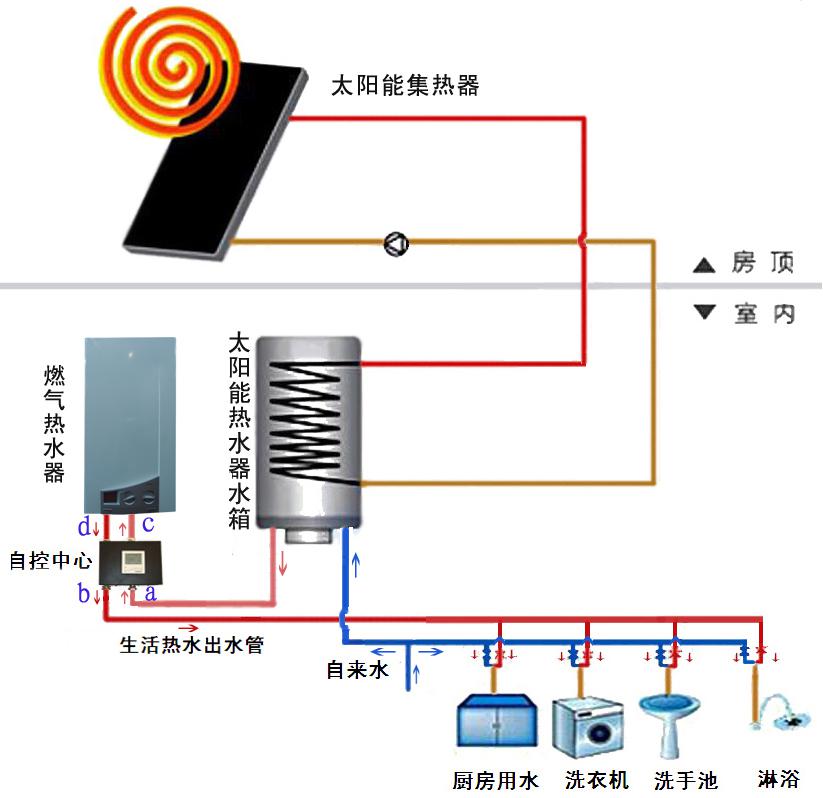 太阳能集热器
▲ 房 顶
▼ 室 内
燃气热水器
太阳能热水器水箱
d
c
自控中心
b
a
生活热水出水管
自来水
厨房用水
洗衣机
洗手池
淋浴